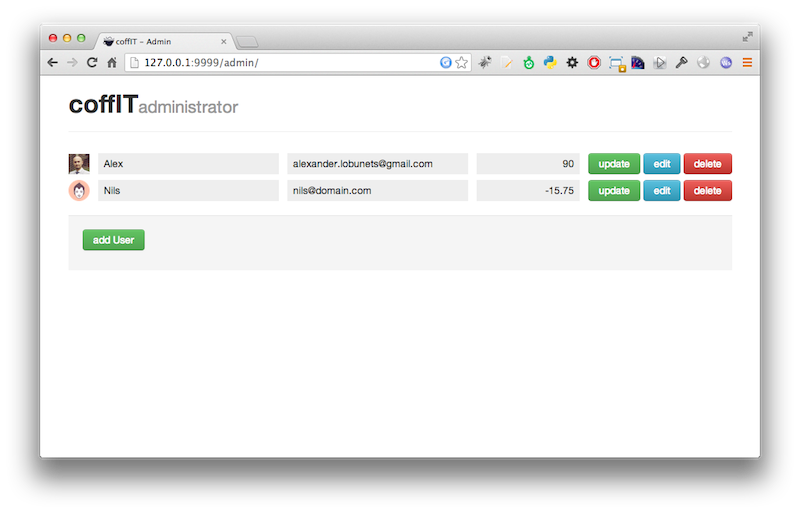 coffIT – Admin
127.0.0.1:9999/admin/
coffITadministrator
Alex alexander.lobunets@gmail.com 90 update edit delete
Nils nils@domain.com -15.75 update edit delete
add User